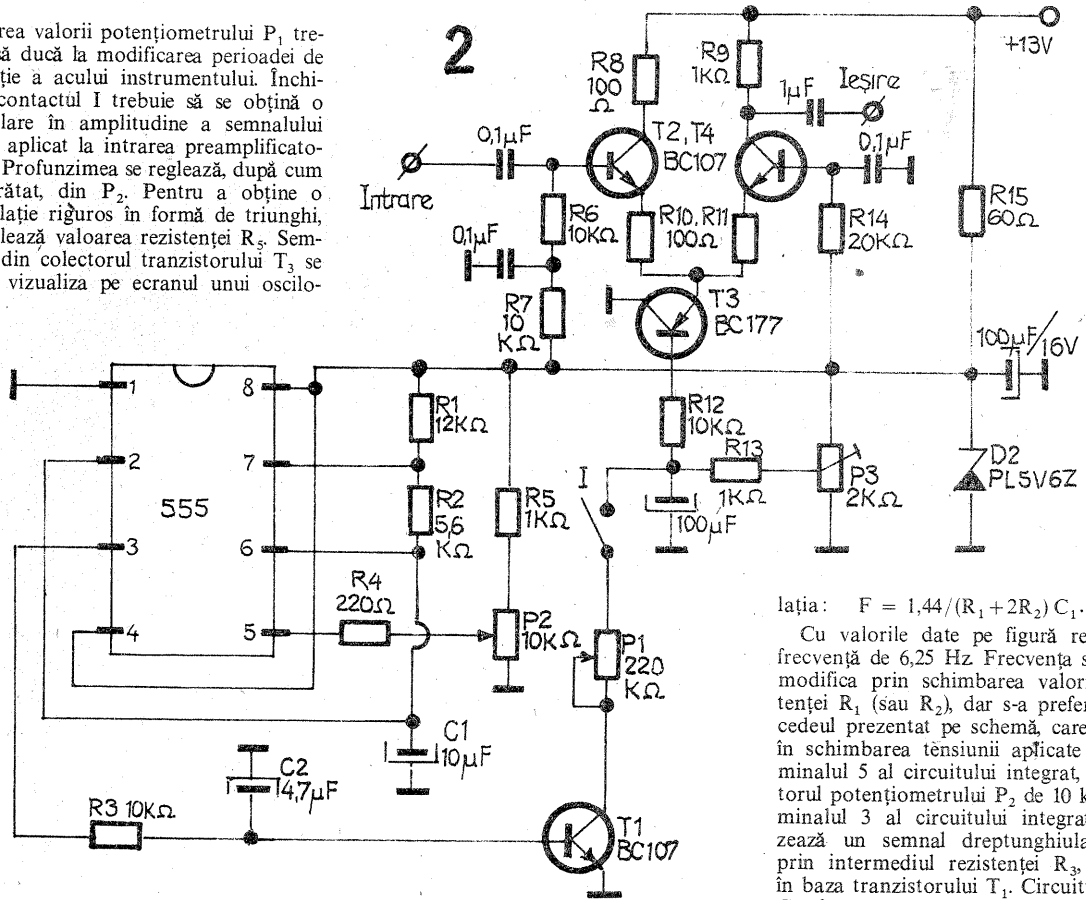 rea valorii potențiometrului P₁ tre-
să ducă la modificarea perioadei de
ție a acului instrumentului. Închi-
contactul I trebuie să se obțină o
lare în amplitudine a semnalului
aplicat la intrarea preamplificato-
Profunzimea se reglează, după cum
rătat, din P₂. Pentru a obține o
lație riguros în formă de triunghi,
lează valoarea rezistenței R₅. Sem-
din colectorul tranzistorului T₃ se
vizualiza pe ecranul unui oscilo-
2
+13V
R8
100
Ω
R9
1KΩ
1μF
Ieșire
0,1μF
T2,T4
BC107
0,1μF
Intrare
R6
10KΩ
R10,R11
100Ω
R14
20KΩ
R15
60Ω
0,1μF
R7
10
KΩ
T3
BC177
100μF/16V
1
8
R1
12KΩ
R12
10KΩ
R13
1KΩ
P3
2KΩ
D2
PL5V6Z
2
7
555
R2
5,6
KΩ
R5
1KΩ
I
100μF
3
6
R4
220Ω
4
5
P2
10KΩ
P1
220
KΩ
C1
10μF
C2
4,7μF
R3 10KΩ
T1
BC107
lația: F = 1,44/(R₁+2R₂) C₁.
Cu valorile date pe figură re
frecvență de 6,25 Hz Frecvența s
modifica prin schimbarea valori
tenței R₁ (sau R₂), dar s-a prefer
cedeul prezentat pe schemă, care
în schimbarea tensiunii aplicate
minalul 5 al circuitului integrat,
torul potențiometrului P₂ de 10 k
minalul 3 al circuitului integrat
zează un semnal dreptunghiula
prin intermediul rezistenței R₃,
în baza tranzistorului T₁. Circuit